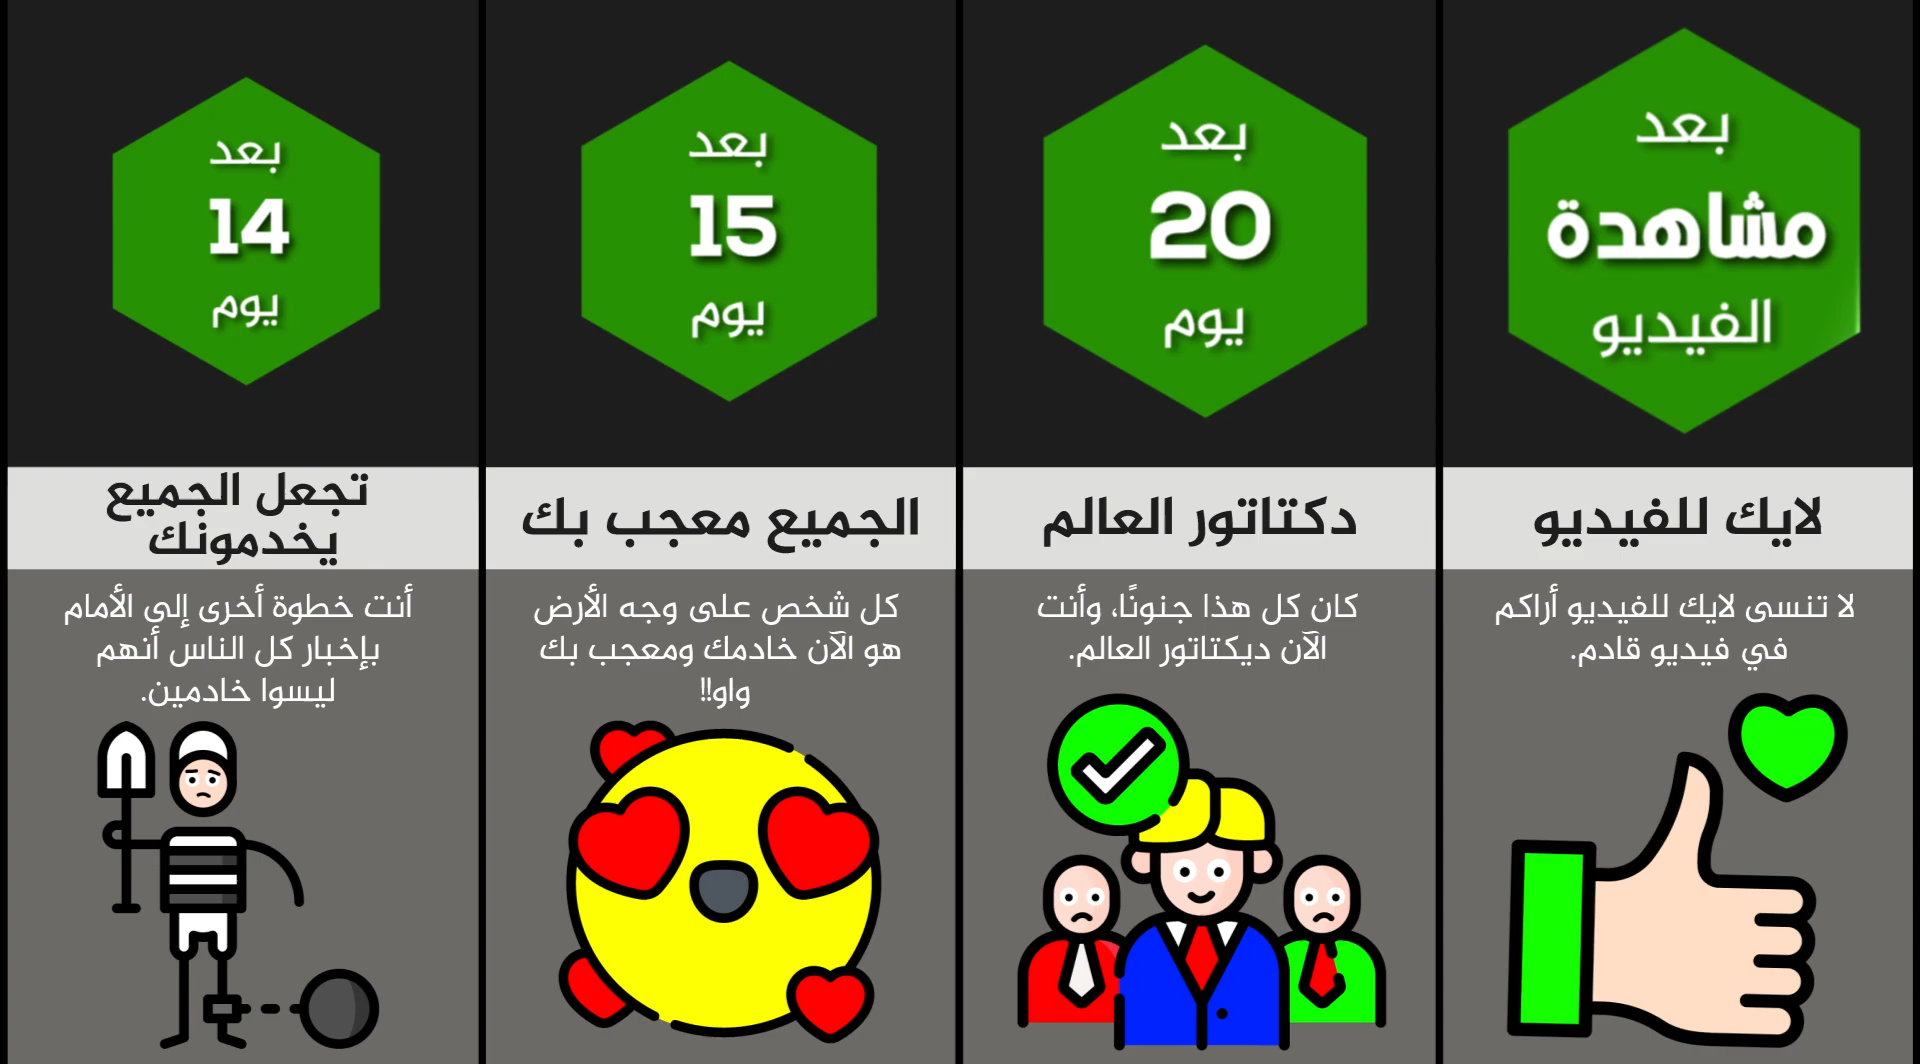 بعد
14
يوم
تجعل الجميع
يخدمونك
أنت خطوة أخرى إلى الأمام
بإخبار كل الناس أنهم
ليسوا خادمين.
بعد
15
يوم
الجميع معجب بك
كل شخص على وجه الأرض
هو الآن خادمك ومعجب بك
واو!!
بعد
20
يوم
دكتاتور العالم
كان كل هذا جنونًا، وأنت
الآن ديكتاتور العالم.
بعد
مشاهدة
الفيديو
لايك للفيديو
لا تنسى لايك للفيديو أراكم
في فيديو قادم.